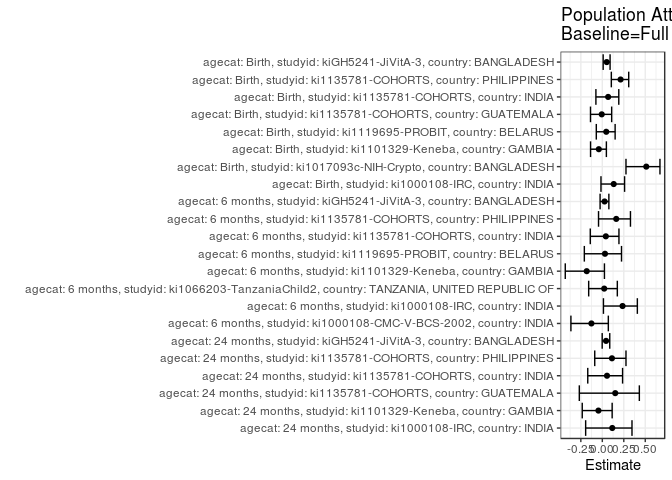 Population Att
Baseline=Full
agecat: Birth, studyid: kiGH5241-JiVitA-3, country: BANGLADESH
agecat: Birth, studyid: ki1135781-COHORTS, country: PHILIPPINES
agecat: Birth, studyid: ki1135781-COHORTS, country: INDIA
agecat: Birth, studyid: ki1135781-COHORTS, country: GUATEMALA
agecat: Birth, studyid: ki1119695-PROBIT, country: BELARUS
agecat: Birth, studyid: ki1101329-Keneba, country: GAMBIA
agecat: Birth, studyid: ki1017093c-NIH-Crypto, country: BANGLADESH
agecat: Birth, studyid: ki1000108-IRC, country: INDIA
agecat: 6 months, studyid: kiGH5241-JiVitA-3, country: BANGLADESH
agecat: 6 months, studyid: ki1135781-COHORTS, country: PHILIPPINES
agecat: 6 months, studyid: ki1135781-COHORTS, country: INDIA
agecat: 6 months, studyid: ki1119695-PROBIT, country: BELARUS
agecat: 6 months, studyid: ki1101329-Keneba, country: GAMBIA
agecat: 6 months, studyid: ki1066203-TanzaniaChild2, country: TANZANIA, UNITED REPUBLIC OF
agecat: 6 months, studyid: ki1000108-IRC, country: INDIA
agecat: 6 months, studyid: ki1000108-CMC-V-BCS-2002, country: INDIA
agecat: 24 months, studyid: kiGH5241-JiVitA-3, country: BANGLADESH
agecat: 24 months, studyid: ki1135781-COHORTS, country: PHILIPPINES
agecat: 24 months, studyid: ki1135781-COHORTS, country: INDIA
agecat: 24 months, studyid: ki1135781-COHORTS, country: GUATEMALA
agecat: 24 months, studyid: ki1101329-Keneba, country: GAMBIA
agecat: 24 months, studyid: ki1000108-IRC, country: INDIA
-0.25 0.00 0.25 0.50
Estimate